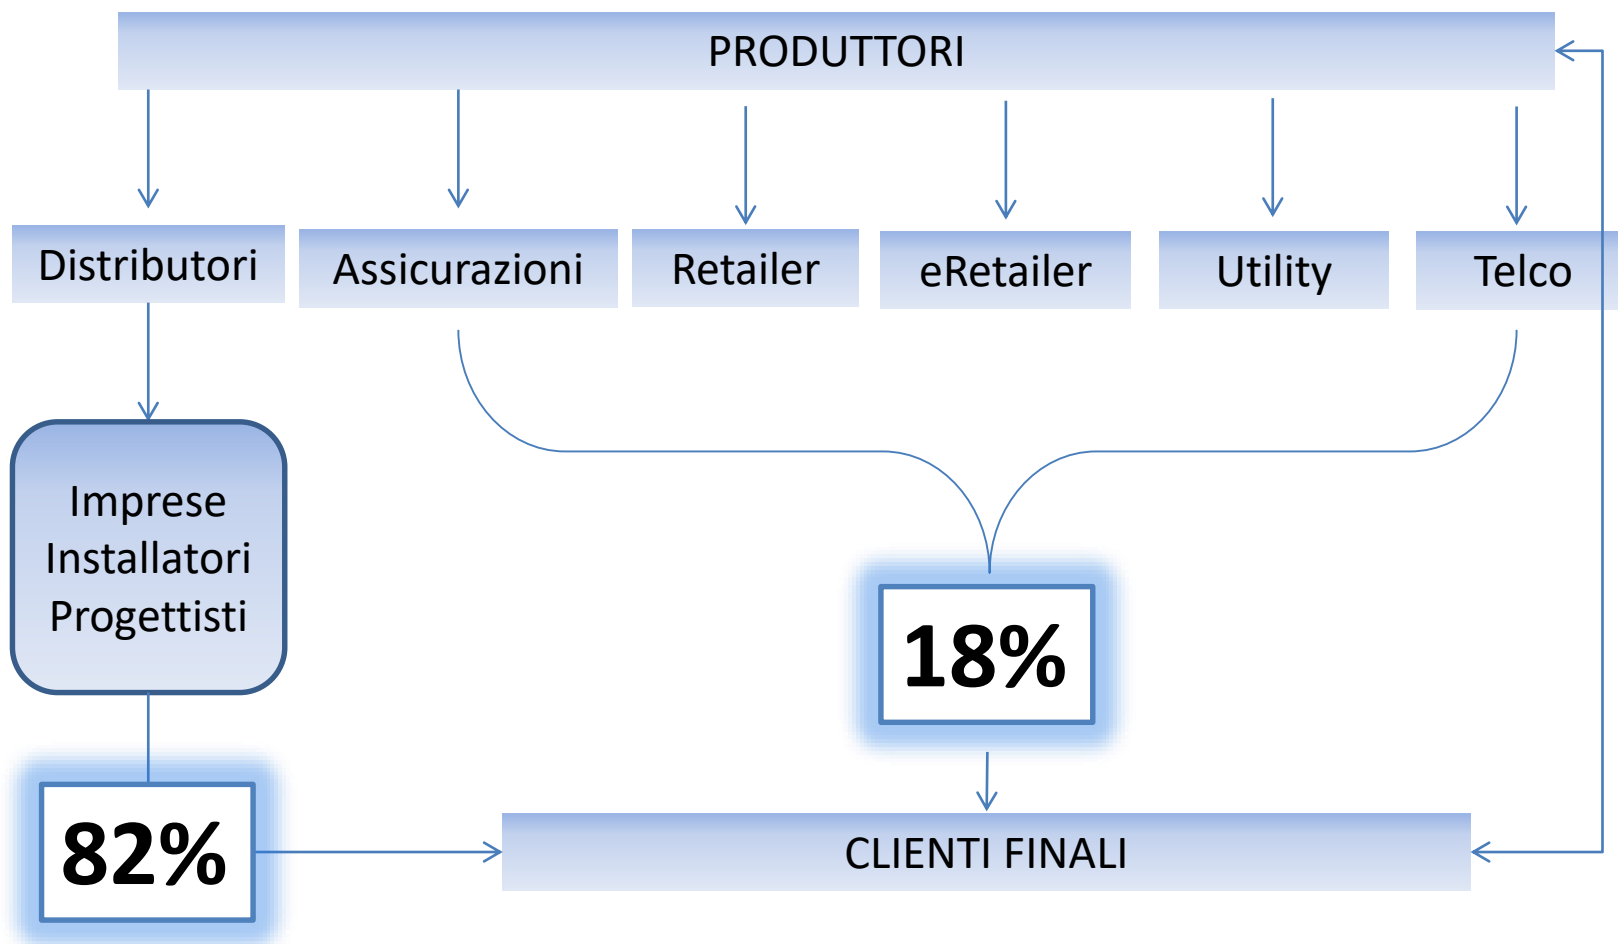 PRODUTTORI
Distributori
Assicurazioni
Retailer
eRetailer
Utility
Telco
Imprese
Installatori
Progettisti
18%
82%
CLIENTI FINALI